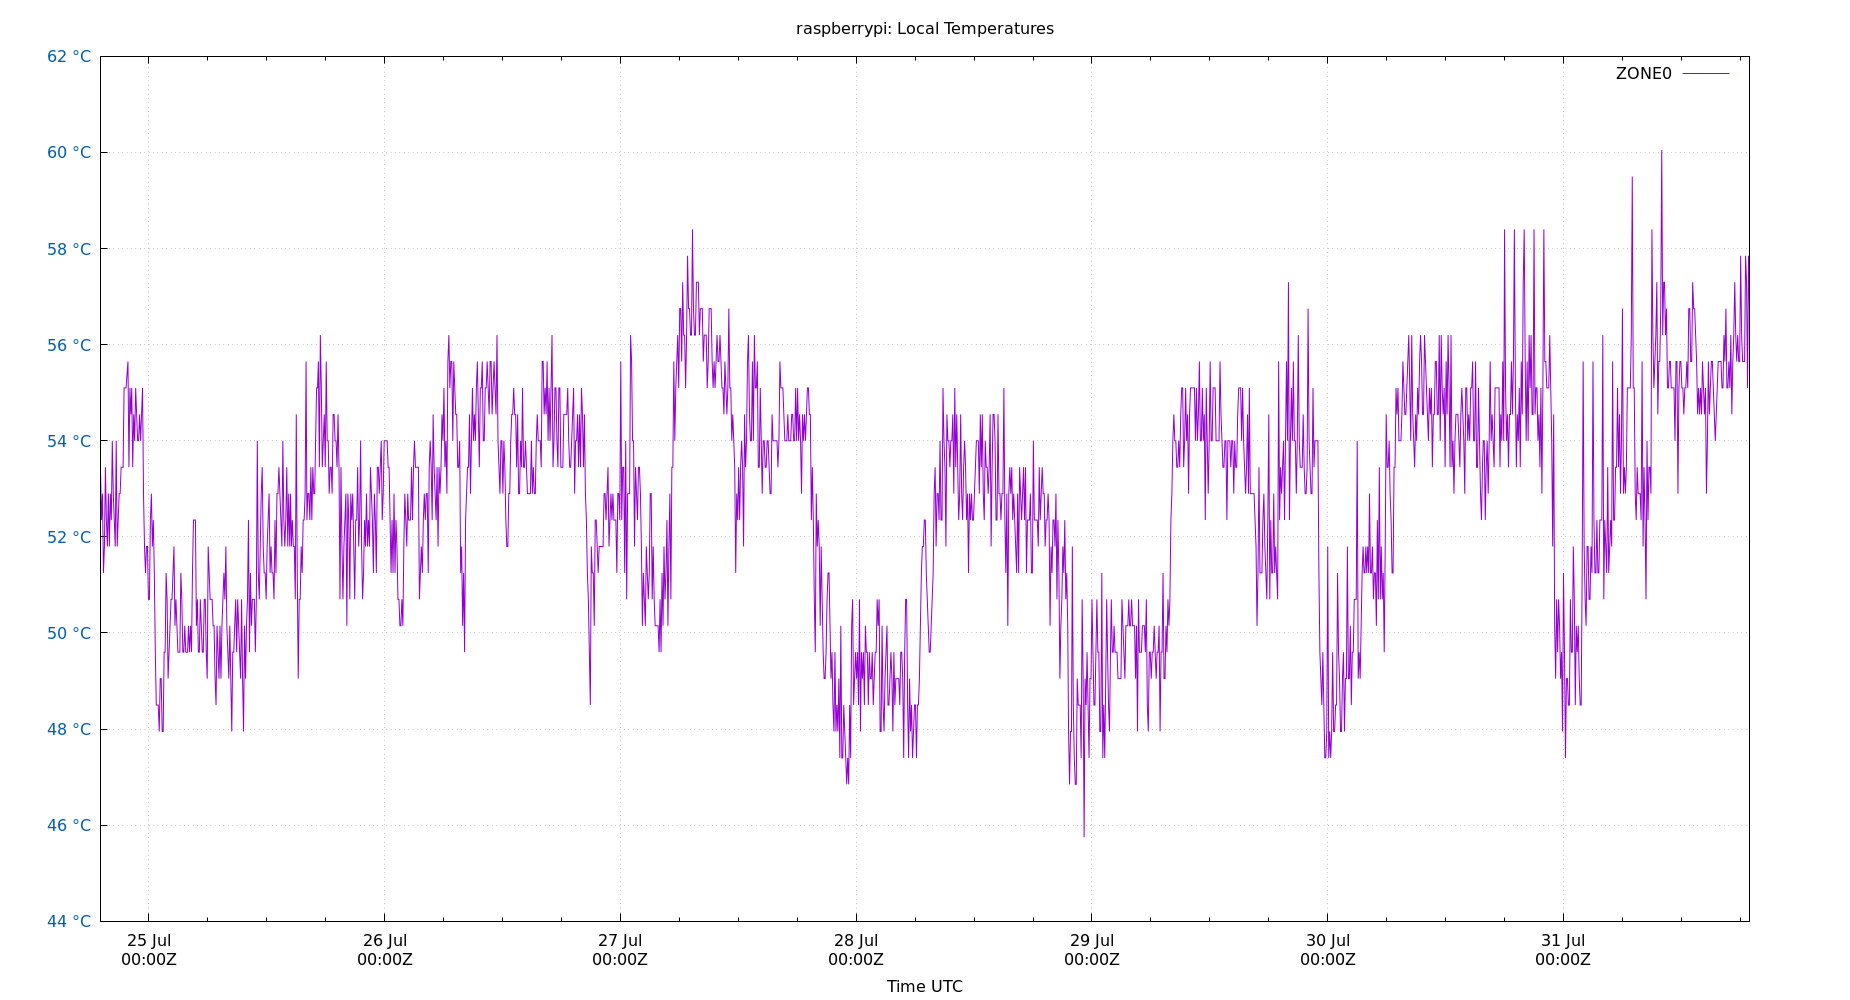 raspberrypi: Local Temperatures
62 °C
ZONE0
60 °C
58 °C
56 °C
54 °C
52 °C
50 °C
48 °C
46 °C
44 °C
25 Jul 26 Jul 27 Jul 28 Jul 29 Jul 30 Jul 31 Jul
00:00Z 00:00Z 00:00Z 00:00Z 00:00Z 00:00Z 00:00Z
Time UTC